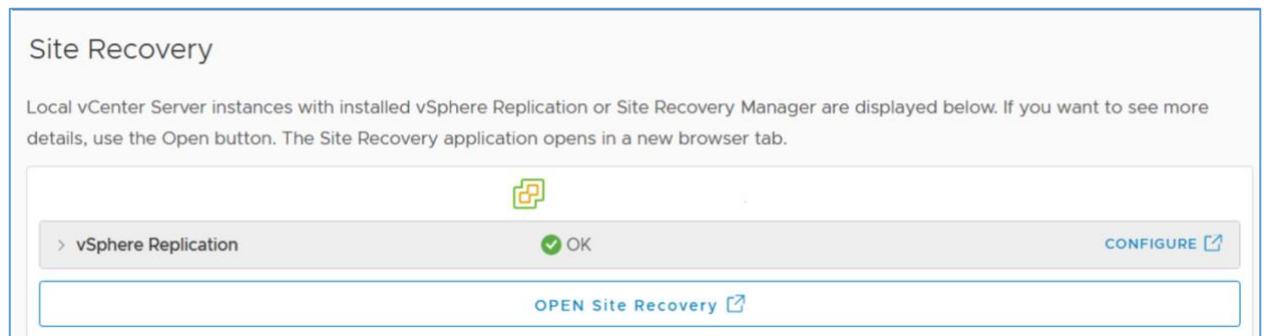 Site Recovery
Local vCenter Server instances with installed vSphere Replication or Site Recovery Manager are displayed below. If you want to see more
details, use the Open button. The Site Recovery application opens in a new browser tab.
vSphere Replication OK CONFIGURE
OPEN Site Recovery